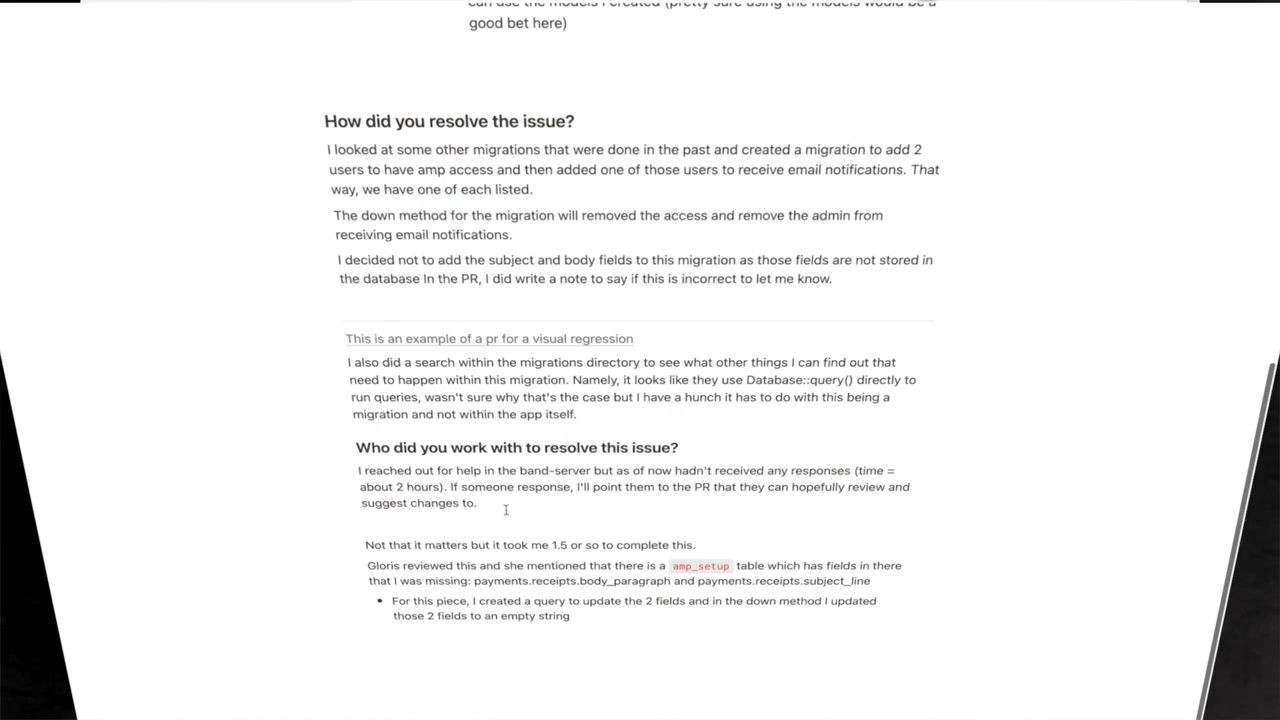 can use the models I created (pretty sure using the models would be a
good bet here)
How did you resolve the issue?
I looked at some other migrations that were done in the past and created a migration to add 2
users to have amp access and then added one of those users to receive email notifications. That
way, we have one of each listed.
The down method for the migration will removed the access and remove the admin from
receiving email notifications.
I decided not to add the subject and body fields to this migration as those fields are not stored in
the database In the PR, I did write a note to say if this is incorrect to let me know.
This is an example of a pr for a visual regression
I also did a search within the migrations directory to see what other things I can find out that
need to happen within this migration. Namely, it looks like they use Database::query() directly to
run queries, wasn't sure why that's the case but I have a hunch it has to do with this being a
migration and not within the app itself.
Who did you work with to resolve this issue?
I reached out for help in the band-server but as of now hadn't received any responses (time =
about 2 hours). If someone response, I'll point them to the PR that they can hopefully review and
suggest changes to.
Not that it matters but it took me 1.5 or so to complete this.
Gloris reviewed this and she mentioned that there is a amp_setup table which has fields in there
that I was missing: payments.receipts.body_paragraph and payments.receipts.subject_line
• For this piece, I created a query to update the 2 fields and in the down method I updated
those 2 fields to an empty string